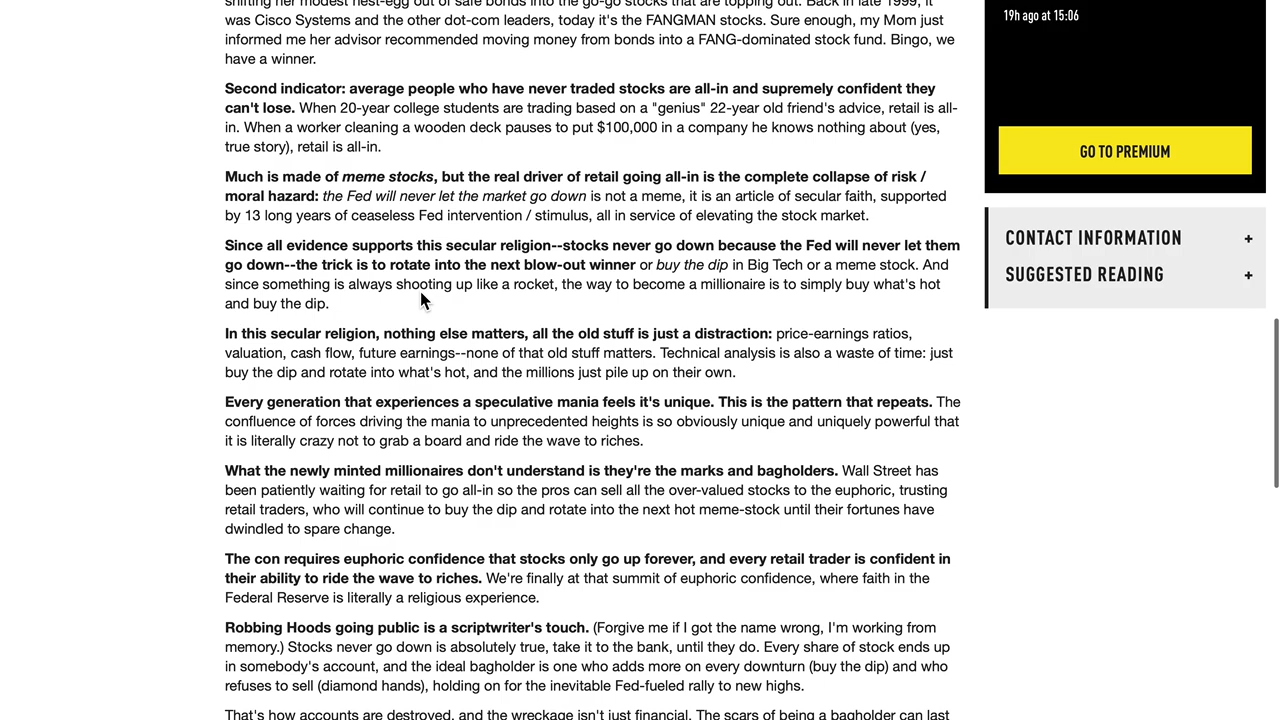 shifting her modest nest-egg out of safe bonds into the go-go stocks that are topping out. Back in late 1999, it
was Cisco Systems and the other dot-com leaders, today it's the FANGMAN stocks. Sure enough, my Mom just
informed me her advisor recommended moving money from bonds into a FANG-dominated stock fund. Bingo, we
have a winner.
Second indicator: average people who have never traded stocks are all-in and supremely confident they
can't lose. When 20-year college students are trading based on a "genius" 22-year old friend's advice, retail is all-
in. When a worker cleaning a wooden deck pauses to put $100,000 in a company he knows nothing about (yes,
true story), retail is all-in.
Much is made of meme stocks, but the real driver of retail going all-in is the complete collapse of risk /
moral hazard: the Fed will never let the market go down is not a meme, it is an article of secular faith, supported
by 13 long years of ceaseless Fed intervention / stimulus, all in service of elevating the stock market.
Since all evidence supports this secular religion--stocks never go down because the Fed will never let them
go down--the trick is to rotate into the next blow-out winner or buy the dip in Big Tech or a meme stock. And
since something is always shooting up like a rocket, the way to become a millionaire is to simply buy what's hot
and buy the dip.
In this secular religion, nothing else matters, all the old stuff is just a distraction: price-earnings ratios,
valuation, cash flow, future earnings--none of that old stuff matters. Technical analysis is also a waste of time: just
buy the dip and rotate into what's hot, and the millions just pile up on their own.
Every generation that experiences a speculative mania feels it's unique. This is the pattern that repeats. The
confluence of forces driving the mania to unprecedented heights is so obviously unique and uniquely powerful that
it is literally crazy not to grab a board and ride the wave to riches.
What the newly minted millionaires don't understand is they're the marks and bagholders. Wall Street has
been patiently waiting for retail to go all-in so the pros can sell all the over-valued stocks to the euphoric, trusting
retail traders, who will continue to buy the dip and rotate into the next hot meme-stock until their fortunes have
dwindled to spare change.
The con requires euphoric confidence that stocks only go up forever, and every retail trader is confident in
their ability to ride the wave to riches. We're finally at that summit of euphoric confidence, where faith in the
Federal Reserve is literally a religious experience.
Robbing Hoods going public is a scriptwriter's touch. (Forgive me if I got the name wrong, I'm working from
memory.) Stocks never go down is absolutely true, take it to the bank, until they do. Every share of stock ends up
in somebody's account, and the ideal bagholder is one who adds more on every downturn (buy the dip) and who
refuses to sell (diamond hands), holding on for the inevitable Fed-fueled rally to new highs.
That's how accounts are destroyed, and the wreckage isn't just financial. The scars of being a bagholder can last
19h ago at 15:06
GO TO PREMIUM
CONTACT INFORMATION +
SUGGESTED READING +